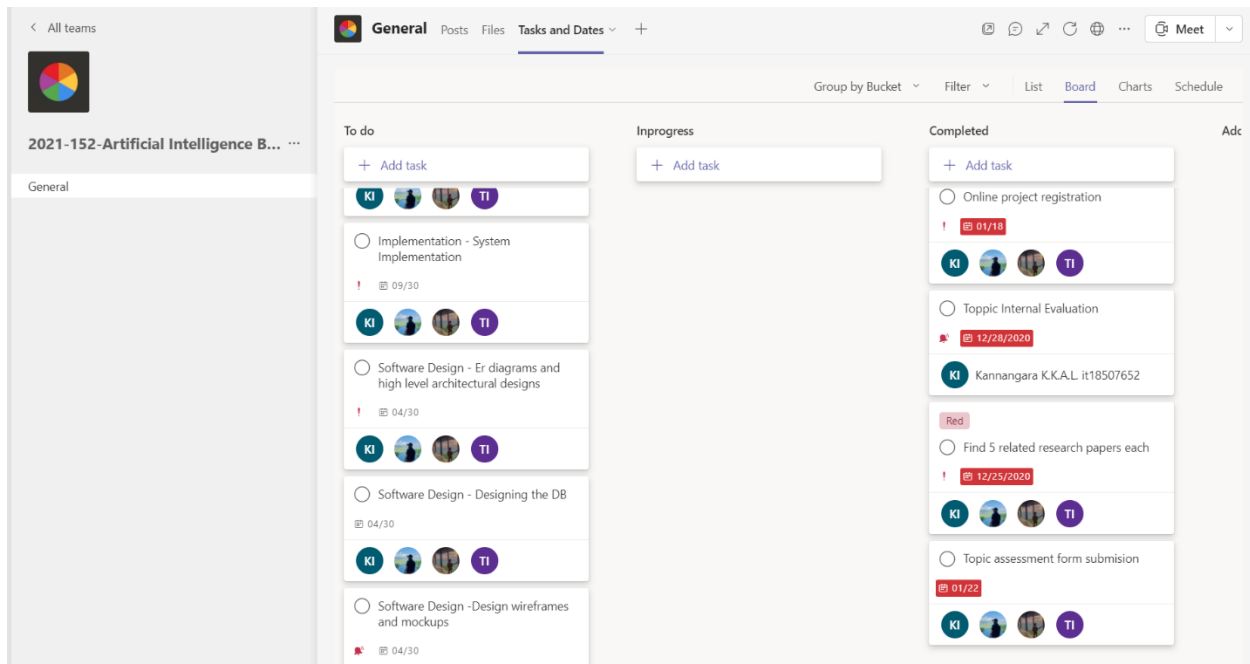 All teams
2021-152-Artificial Intelligence B... ...
General
General Posts Files Tasks and Dates
Meet
Group by Bucket Filter List Board Charts Schedule
To do
Add task
KI TI
Implementation - System
Implementation
! 09/30
KI TI
Software Design - Er diagrams and
high level architectural designs
! 04/30
KI TI
Software Design - Designing the DB
04/30
KI TI
Software Design -Design wireframes
and mockups
04/30
Inprogress
Add task
Completed
Add task
Online project registration
! 01/18
KI TI
Toppic Internal Evaluation
12/28/2020
KI Kannangara K.K.A.L. it18507652
Red
Find 5 related research papers each
! 12/25/2020
KI TI
Topic assessment form submision
01/22
KI TI
Adc